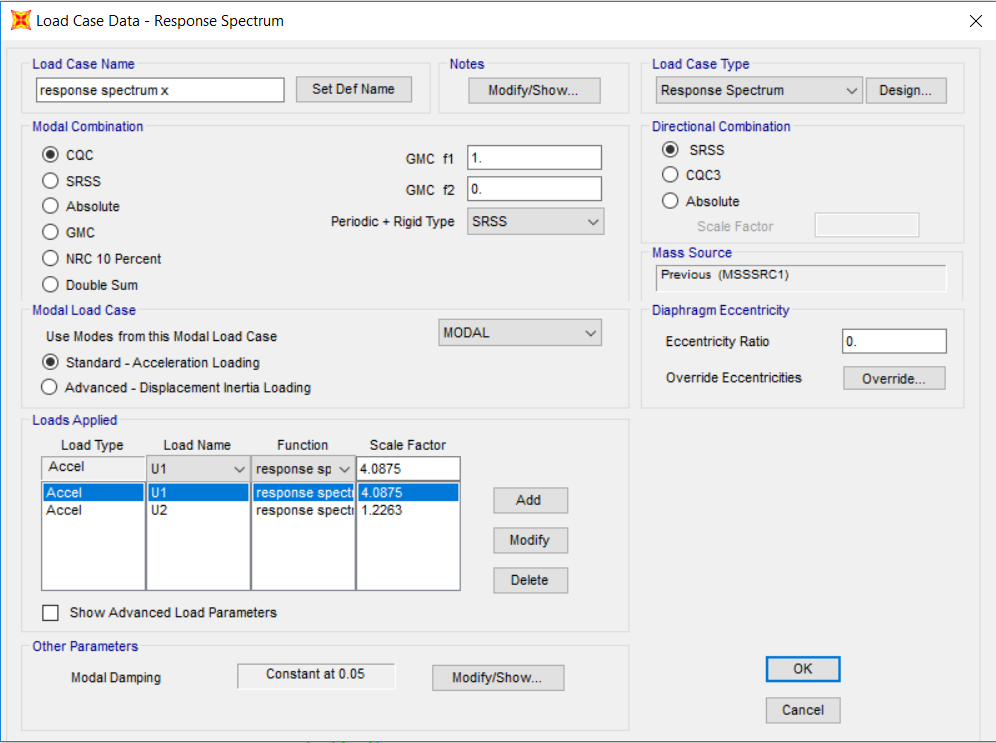 Load Case Data - Response Spectrum
Load Case Name
response spectrum x
Set Def Name
Notes
Modify/Show...
Load Case Type
Response Spectrum
Design...
Modal Combination
CQC
SRSS
Absolute
GMC
NRC 10 Percent
Double Sum
GMC f1
1.
GMC f2
0.
Periodic + Rigid Type
SRSS
Directional Combination
SRSS
CQC3
Absolute
Scale Factor
Mass Source
Previous (MSSSRC1)
Modal Load Case
Use Modes from this Modal Load Case
MODAL
Standard - Acceleration Loading
Advanced - Displacement Inertia Loading
Diaphragm Eccentricity
Eccentricity Ratio
0.
Override Eccentricities
Override...
Loads Applied
Load Type Load Name Function Scale Factor
Accel U1 response sp 4.0875
Accel U1 response spectr 4.0875
Accel U2 response spectr 1.2263
Add
Modify
Delete
Show Advanced Load Parameters
Other Parameters
Modal Damping
Constant at 0.05
Modify/Show...
OK
Cancel